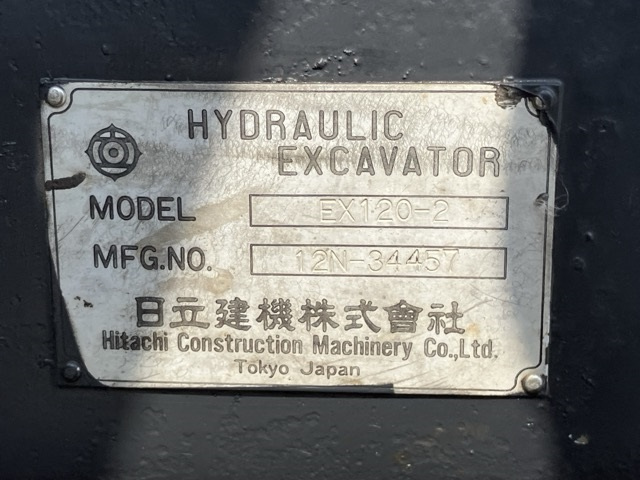 HYDRAULIC
EXCAVATOR
MODEL EX120-2
MFG.NO. 12N-34457
日立建機株式會社
Hitachi Construction Machinery Co.,Ltd.
Tokyo Japan